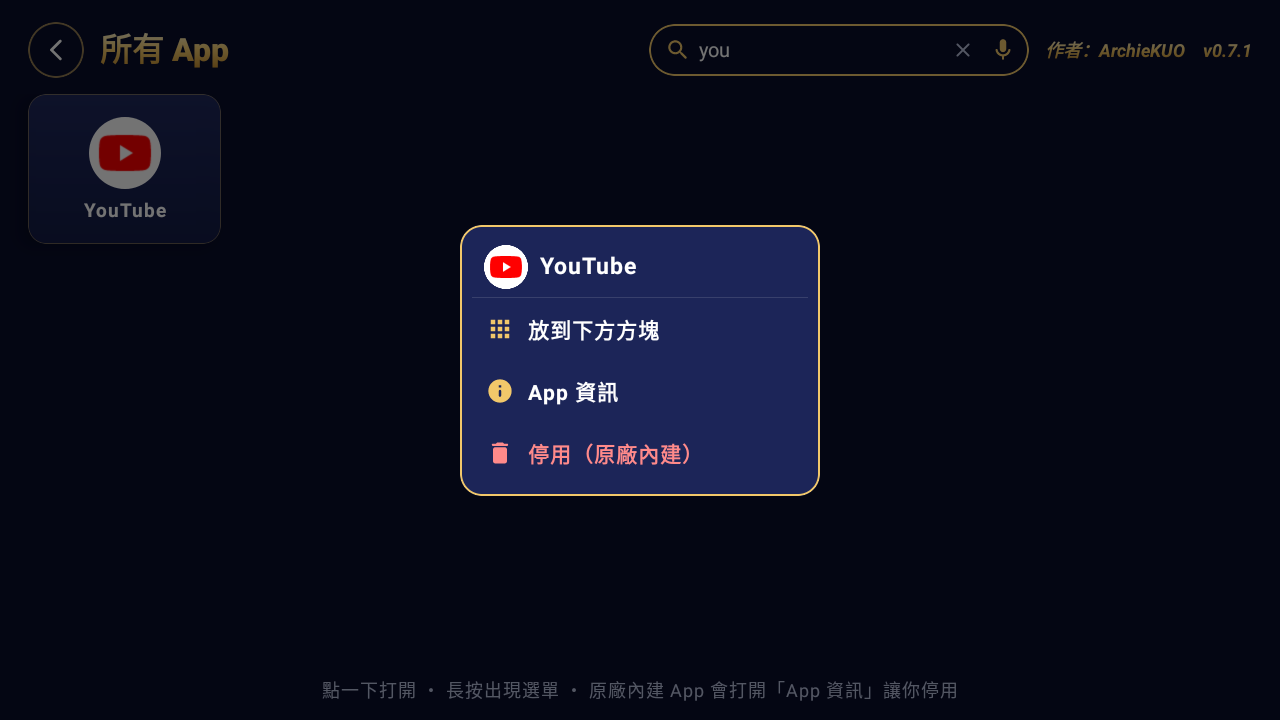 所有 App
you
作者：ArchieKUO v0.7.1
YouTube
YouTube
放到下方方塊
App 資訊
停用（原廠內建）
點一下打開 • 長按出現選單 • 原廠內建 App 會打開「App 資訊」讓你停用